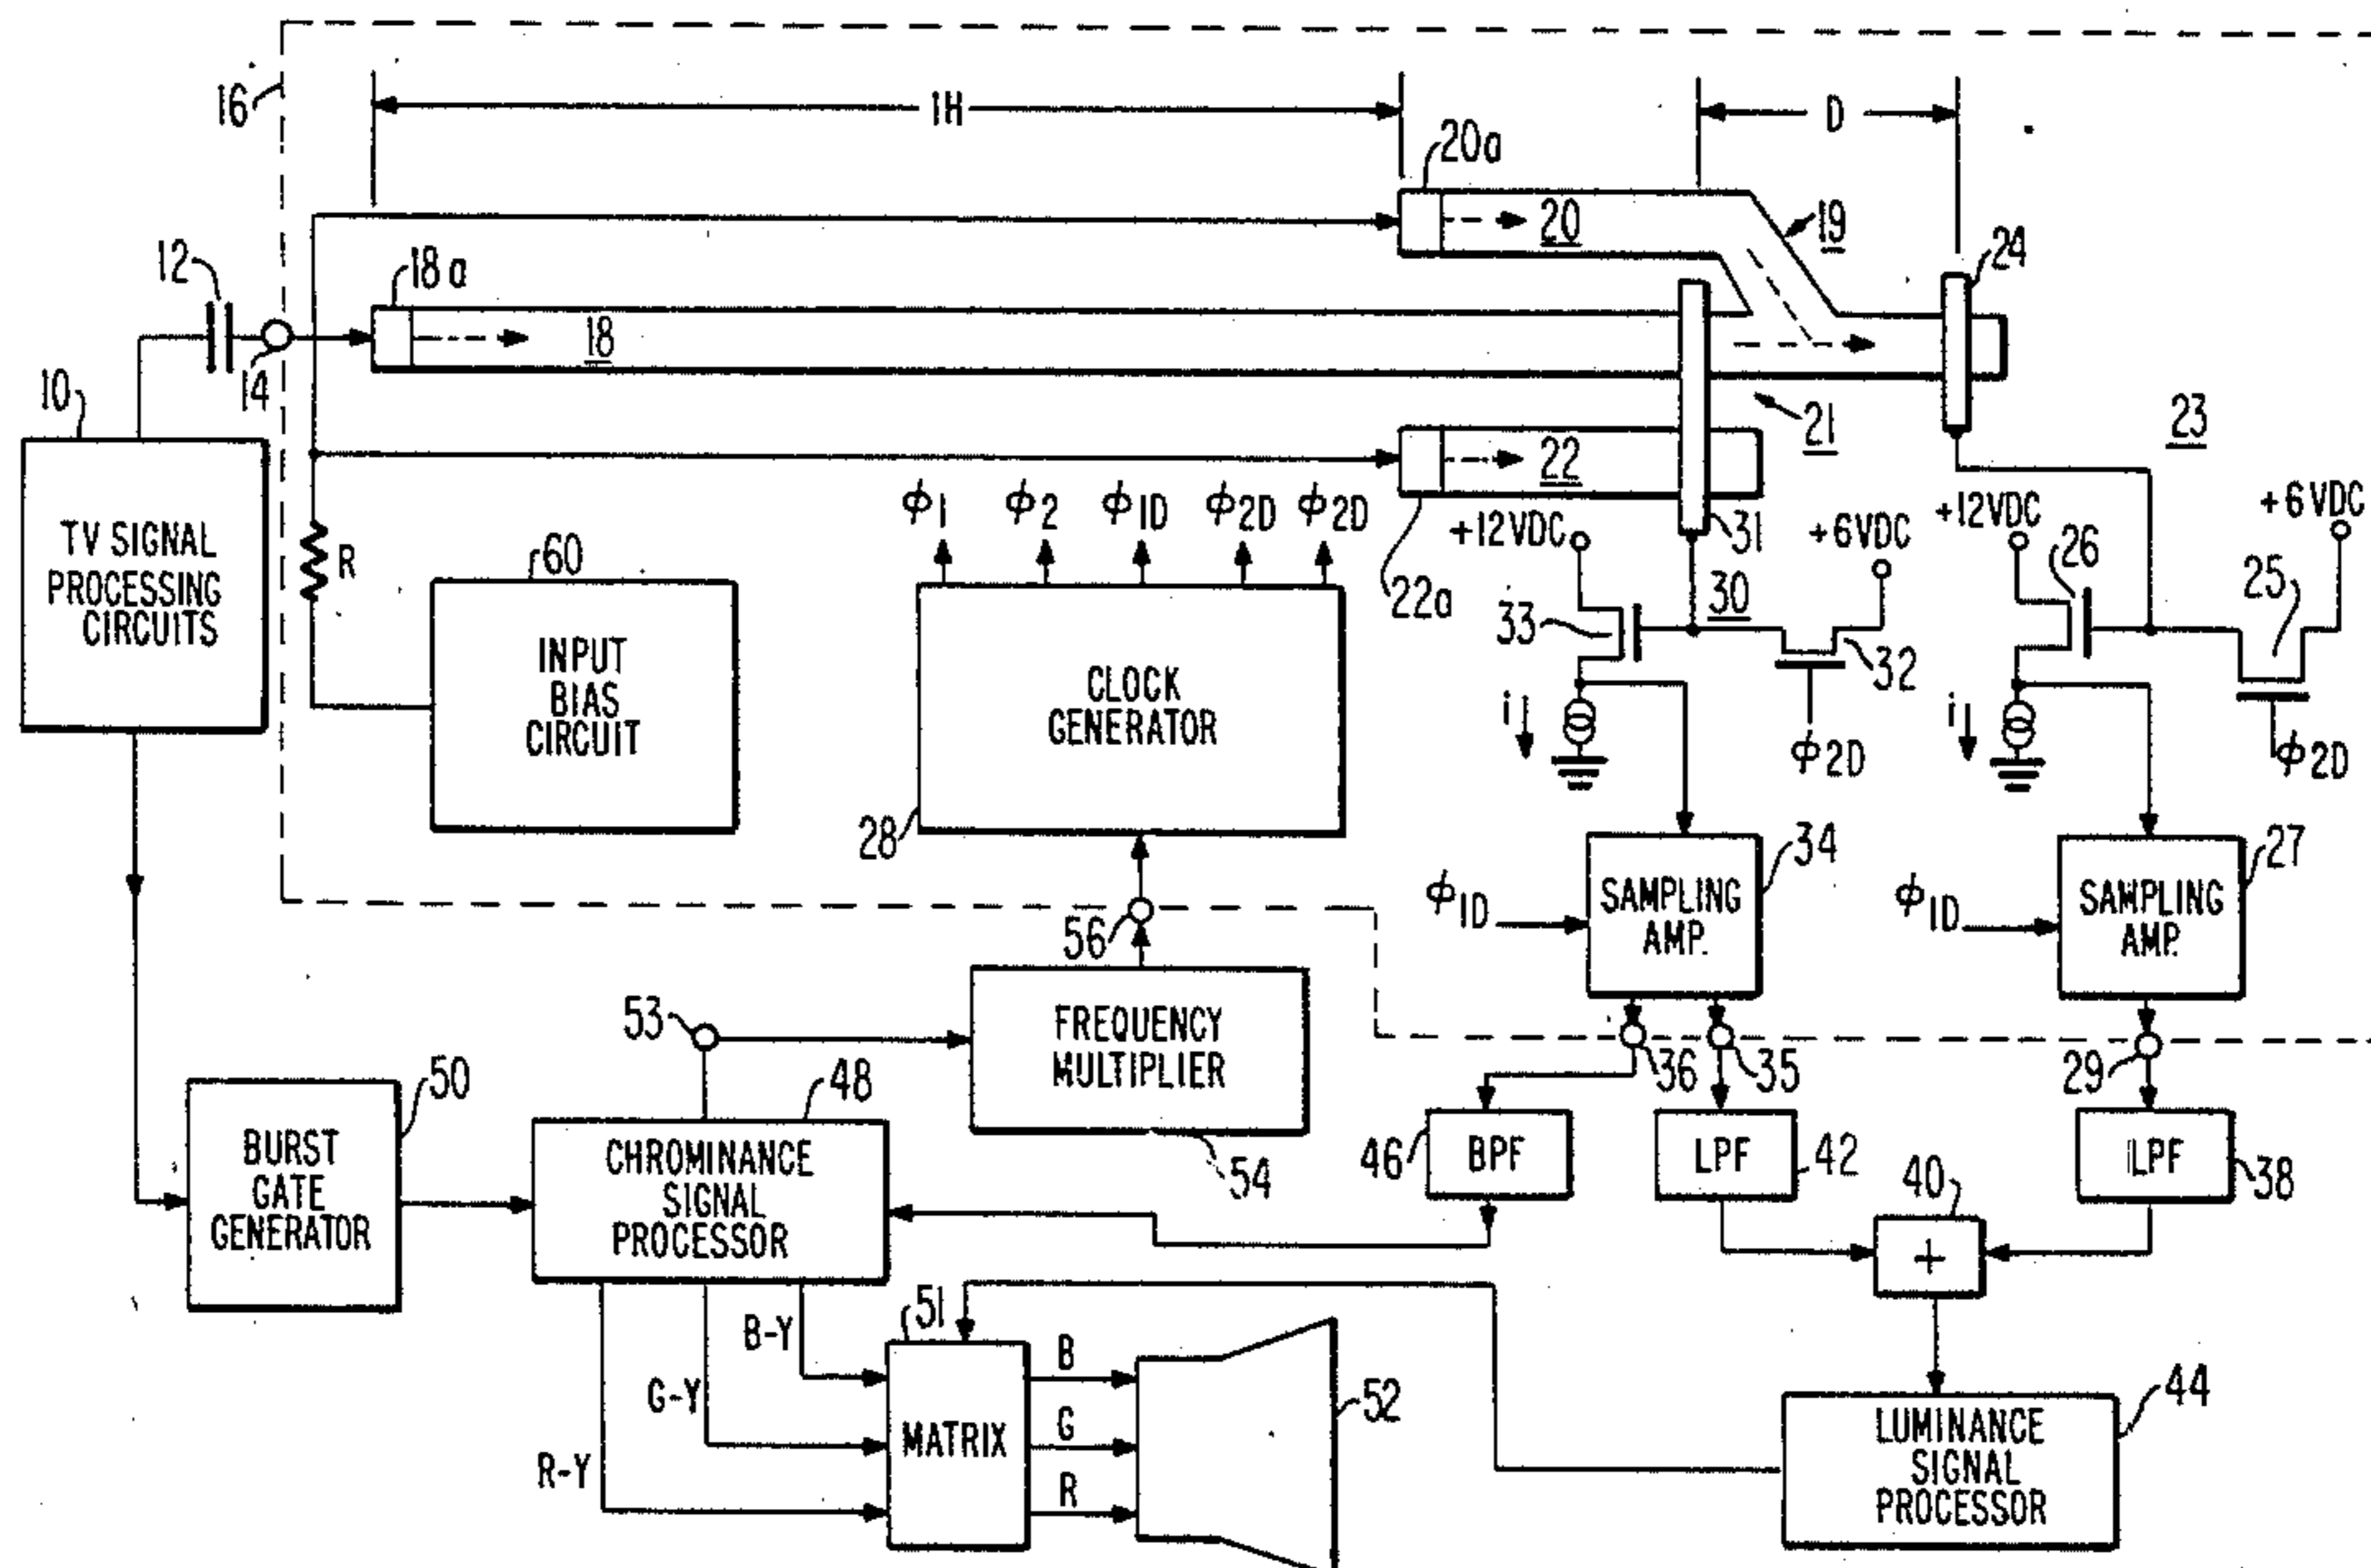 16
1H
D
20a
20
19
24
12
18a
18
14
10
21
23
22
22a
31
TV SIGNAL
PROCESSING
CIRCUITS
R
60
INPUT
BIAS
CIRCUIT
ϕ1 ϕ2 ϕ1D ϕ2D ϕ2D
CLOCK
GENERATOR
28
+12VDC
30
+6VDC
33
32
i
ϕ2D
+12VDC
26
+6VDC
25
i
ϕ2D
34
SAMPLING
AMP.
ϕ1D
27
SAMPLING
AMP.
ϕ1D
56
53
FREQUENCY
MULTIPLIER
54
36
35
29
50
BURST
GATE
GENERATOR
48
CHROMINANCE
SIGNAL
PROCESSOR
46
BPF
LPF
42
LPF
38
40
+
B-Y
G-Y
R-Y
51
MATRIX
B
G
R
52
44
LUMINANCE
SIGNAL
PROCESSOR